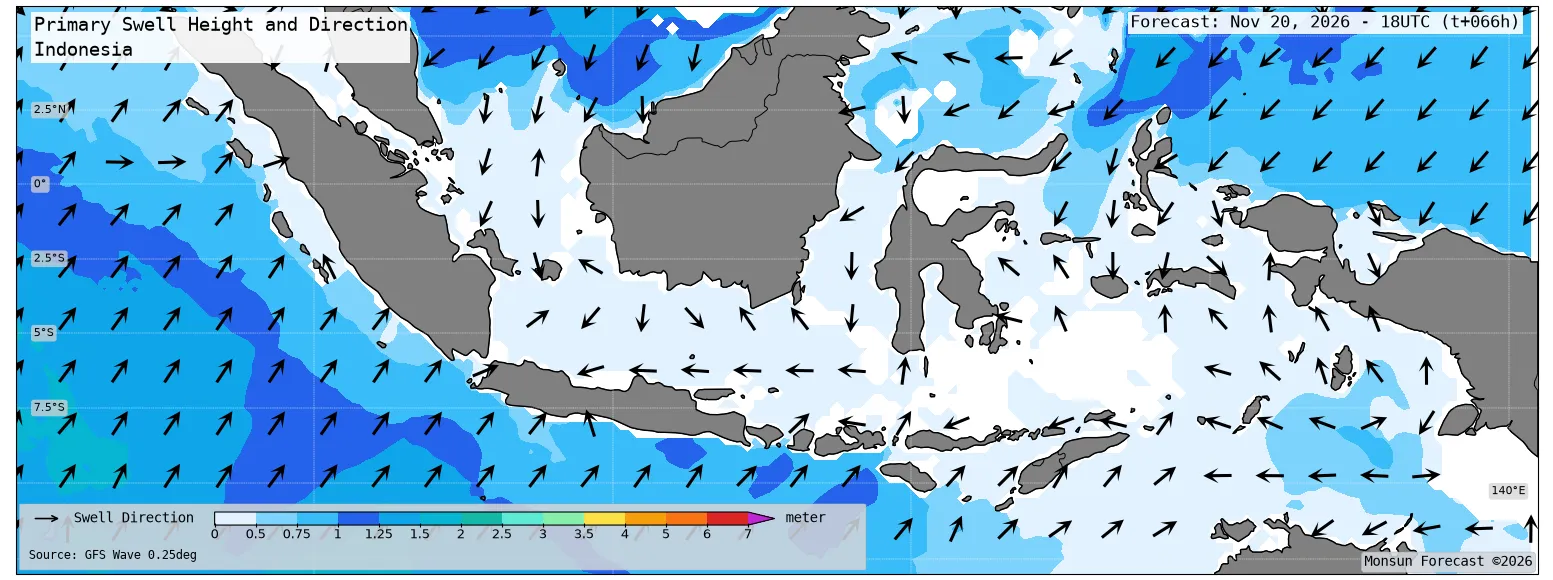 Primary Swell Height and Direction
Indonesia
Forecast: Nov 20, 2026 - 18UTC (t+066h)
2.5°N
0°
2.5°S
5°S
7.5°S
140°E
Swell Direction
0 0.5 0.75 1 1.25 1.5 2 2.5 3 3.5 4 5 6 7
meter
Source: GFS Wave 0.25deg
Monsun Forecast ©2026